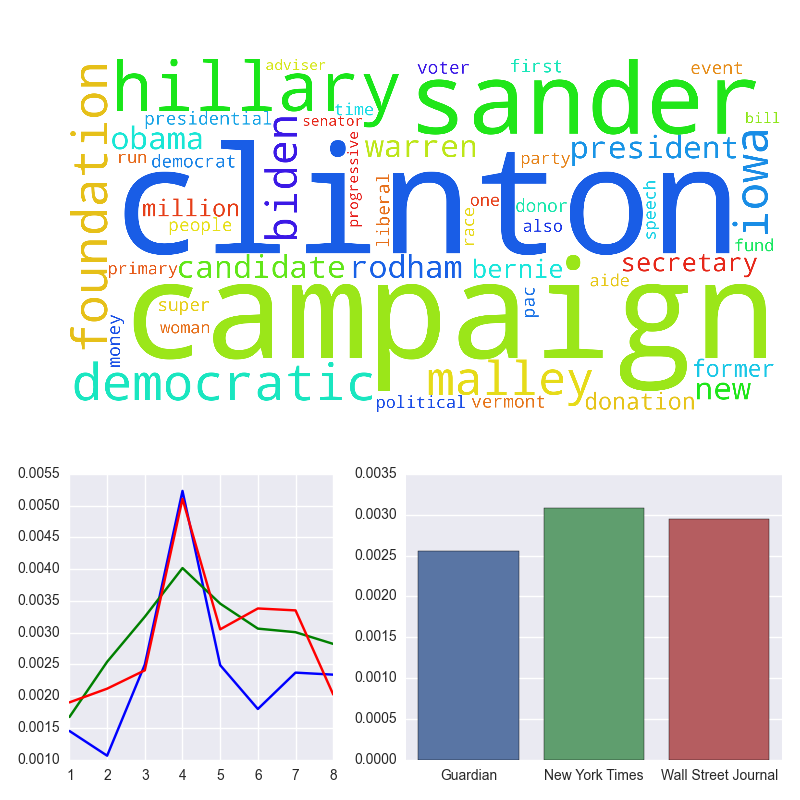 adviser
voter
first
event
hillary
sander
foundation
time
bill
presidential
senator
obama
biden
progressive
warren
party
president
iowa
run
democrat
clinton
million
people
liberal
one
race
donor
also
speech
fund
primary
candidate
rodham
bernie
secretary
aide
super
campaign
pac
woman
money
democratic
malley
former
new
political
vermont
donation
0.0055
0.0050
0.0045
0.0040
0.0035
0.0030
0.0025
0.0020
0.0015
0.0010
1 2 3 4 5 6 7 8
0.0035
0.0030
0.0025
0.0020
0.0015
0.0010
0.0005
0.0000
Guardian New York Times Wall Street Journal